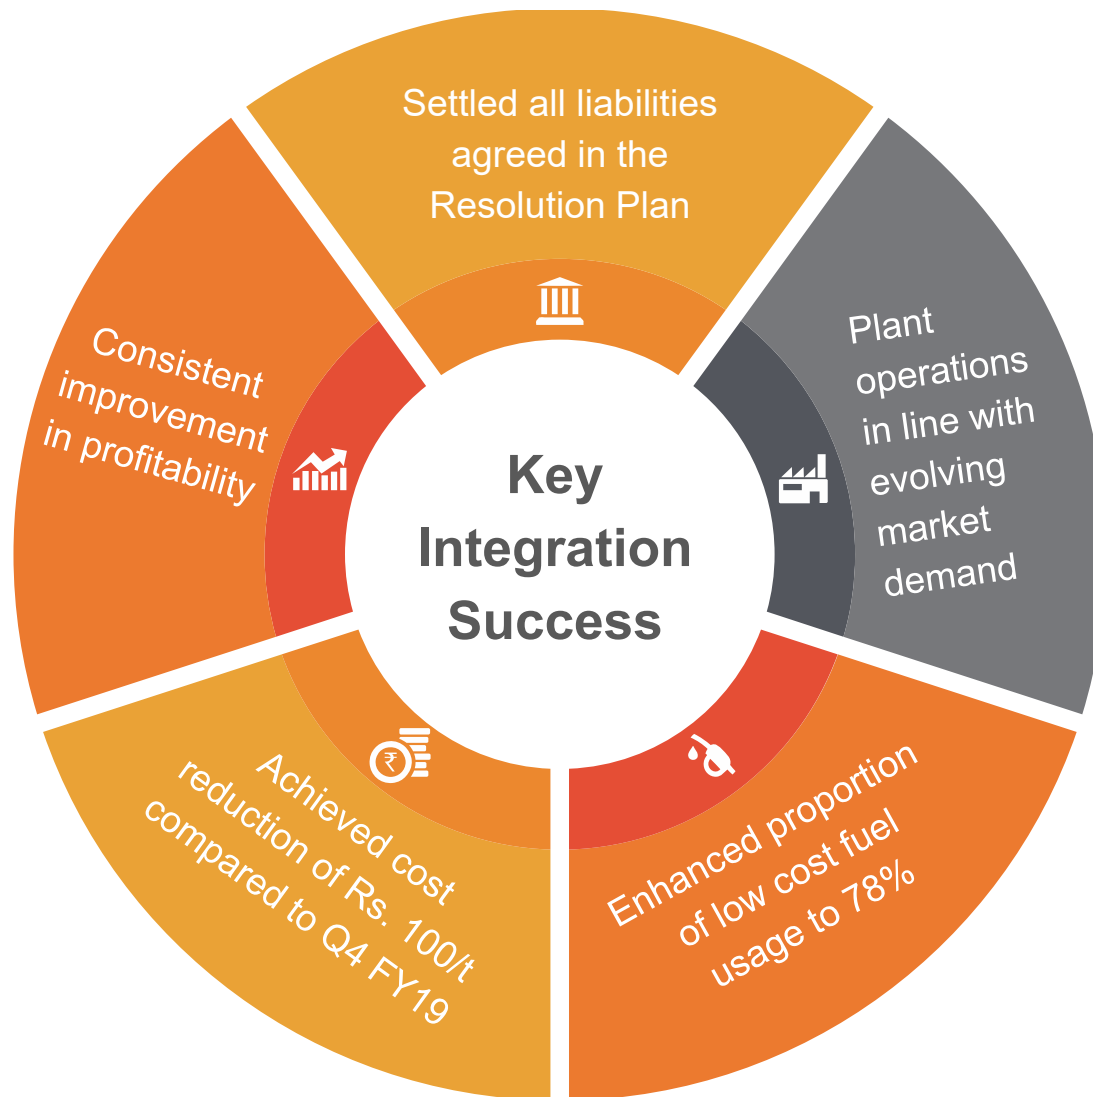 Settled all liabilities
agreed in the
Resolution Plan
Plant
operations
in line with
evolving
market
demand
Enhanced proportion
of low cost fuel
usage to 78%
Achieved cost
reduction of Rs. 100/t
compared to Q4 FY19
Consistent
improvement
in profitability
Key
Integration
Success
₹